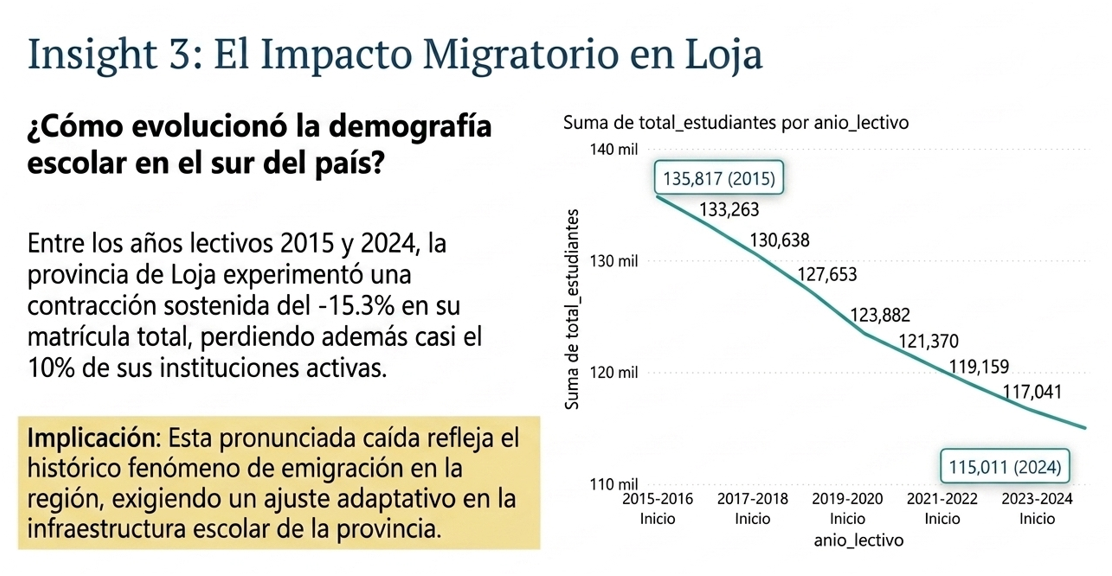 Insight 3: El Impacto Migratorio en Loja
¿Cómo evolucionó la demografía
escolar en el sur del país?
Entre los años lectivos 2015 y 2024, la
provincia de Loja experimentó una
contracción sostenida del -15.3% en su
matrícula total, perdiendo además casi el
10% de sus instituciones activas.
Implicación: Esta pronunciada caída refleja el
histórico fenómeno de emigración en la
región, exigiendo un ajuste adaptativo en la
infraestructura escolar de la provincia.
Suma de total_estudiantes por anio_lectivo
Suma de total_estudiantes
140 mil
130 mil
120 mil
110 mil
135,817 (2015)
133,263
130,638
127,653
123,882
121,370
119,159
117,041
115,011 (2024)
2015-2016 2017-2018 2019-2020 2021-2022 2023-2024
Inicio Inicio Inicio Inicio Inicio
anio_lectivo